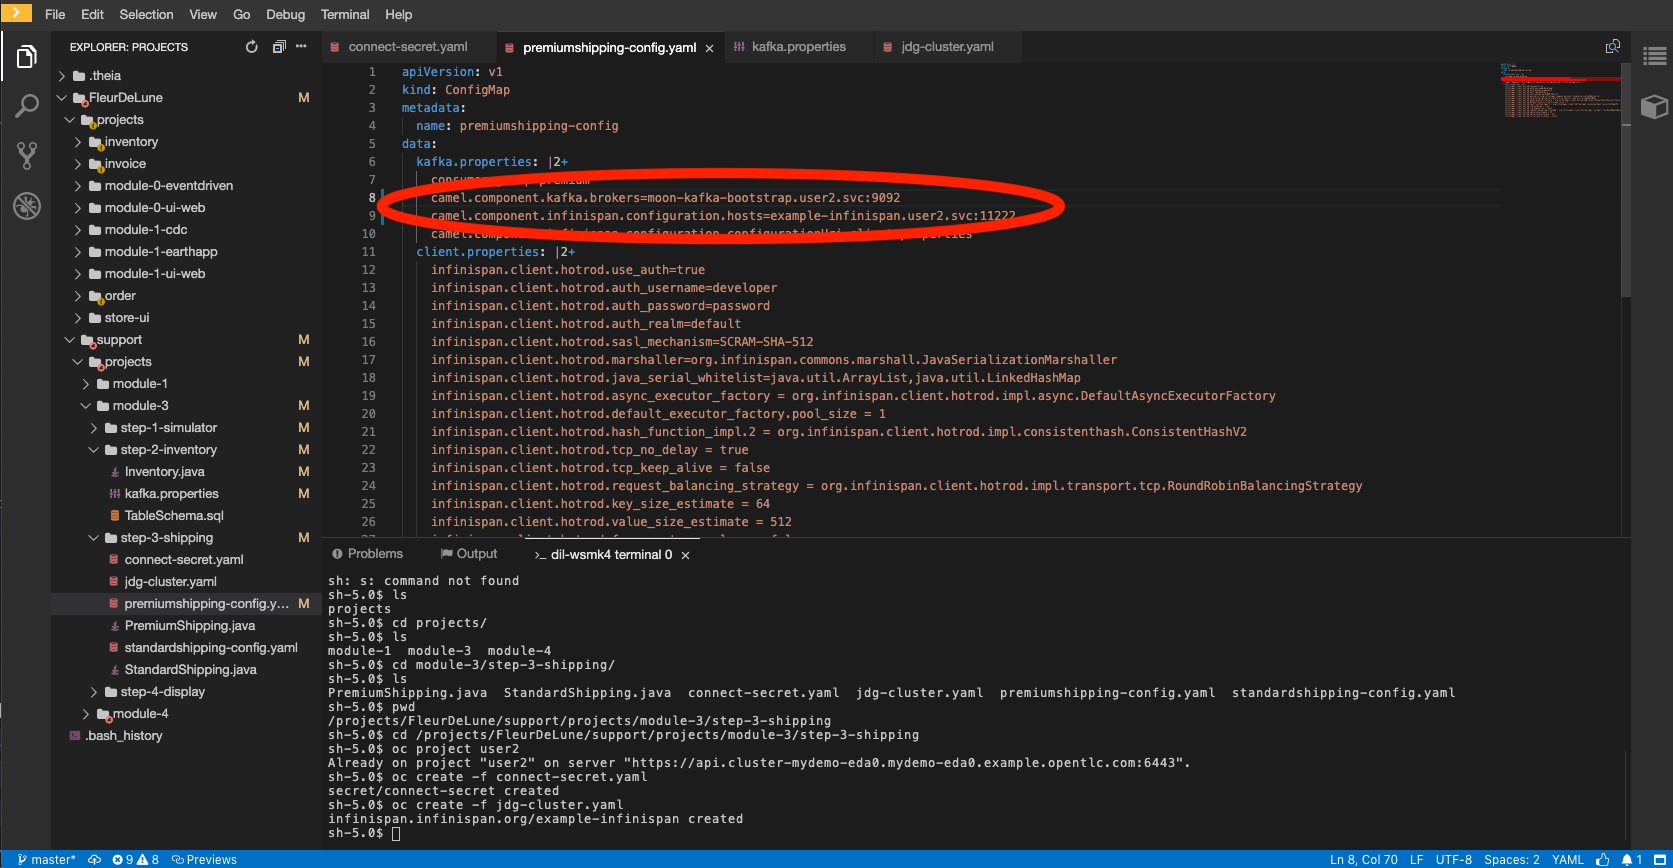 File Edit Selection View Go Debug Terminal Help
EXPLORER: PROJECTS
.theia
FleurDeLune M
projects
inventory
invoice
module-0-eventdriven
module-0-ui-web
module-1-cdc
module-1-earthapp
module-1-ui-web
order
store-ui
support M
projects M
module-1
module-3 M
step-1-simulator M
step-2-inventory M
Inventory.java M
kafka.properties M
TableSchema.sql
step-3-shipping M
connect-secret.yaml
jdg-cluster.yaml
premiumshipping-config.y... M
PremiumShipping.java
standardshipping-config.yaml
StandardShipping.java
step-4-display
module-4
.bash_history
connect-secret.yaml premiumshipping-config.yaml × kafka.properties jdg-cluster.yaml
1 apiVersion: v1
2 kind: ConfigMap
3 metadata:
4 name: premiumshipping-config
5 data:
6 kafka.properties: |2+
7
8 camel.component.kafka.brokers=moon-kafka-bootstrap.user2.svc:9092
9 camel.component.infinispan.configuration.hosts=example-infinispan.user2.svc:11222
10
11 client.properties: |2+
12 infinispan.client.hotrod.use_auth=true
13 infinispan.client.hotrod.auth_username=developer
14 infinispan.client.hotrod.auth_password=password
15 infinispan.client.hotrod.auth_realm=default
16 infinispan.client.hotrod.sasl_mechanism=SCRAM-SHA-512
17 infinispan.client.hotrod.marshaller=org.infinispan.commons.marshall.JavaSerializationMarshaller
18 infinispan.client.hotrod.java_serial_whitelist=java.util.ArrayList,java.util.LinkedHashMap
19 infinispan.client.hotrod.async_executor_factory = org.infinispan.client.hotrod.impl.async.DefaultAsyncExecutorFactory
20 infinispan.client.hotrod.default_executor_factory.pool_size = 1
21 infinispan.client.hotrod.hash_function_impl.2 = org.infinispan.client.hotrod.impl.consistenthash.ConsistentHashV2
22 infinispan.client.hotrod.tcp_no_delay = true
23 infinispan.client.hotrod.tcp_keep_alive = false
24 infinispan.client.hotrod.request_balancing_strategy = org.infinispan.client.hotrod.impl.transport.tcp.RoundRobinBalancingStrategy
25 infinispan.client.hotrod.key_size_estimate = 64
26 infinispan.client.hotrod.value_size_estimate = 512
Problems Output >_ dil-wsmk4 terminal 0 ×
sh: s: command not found
sh-5.0$ ls
projects
sh-5.0$ cd projects/
sh-5.0$ ls
module-1 module-3 module-4
sh-5.0$ cd module-3/step-3-shipping/
sh-5.0$ ls
PremiumShipping.java StandardShipping.java connect-secret.yaml jdg-cluster.yaml premiumshipping-config.yaml standardshipping-config.yaml
sh-5.0$ pwd
/projects/FleurDeLune/support/projects/module-3/step-3-shipping
sh-5.0$ cd /projects/FleurDeLune/support/projects/module-3/step-3-shipping
sh-5.0$ oc project user2
Already on project "user2" on server "https://api.cluster-mydemo-eda0.mydemo-eda0.example.opentlc.com:6443".
sh-5.0$ oc create -f connect-secret.yaml
secret/connect-secret created
sh-5.0$ oc create -f jdg-cluster.yaml
infinispan.infinispan.org/example-infinispan created
sh-5.0$
master* 9 8 Previews Ln 8, Col 70 LF UTF-8 Spaces: 2 YAML 1